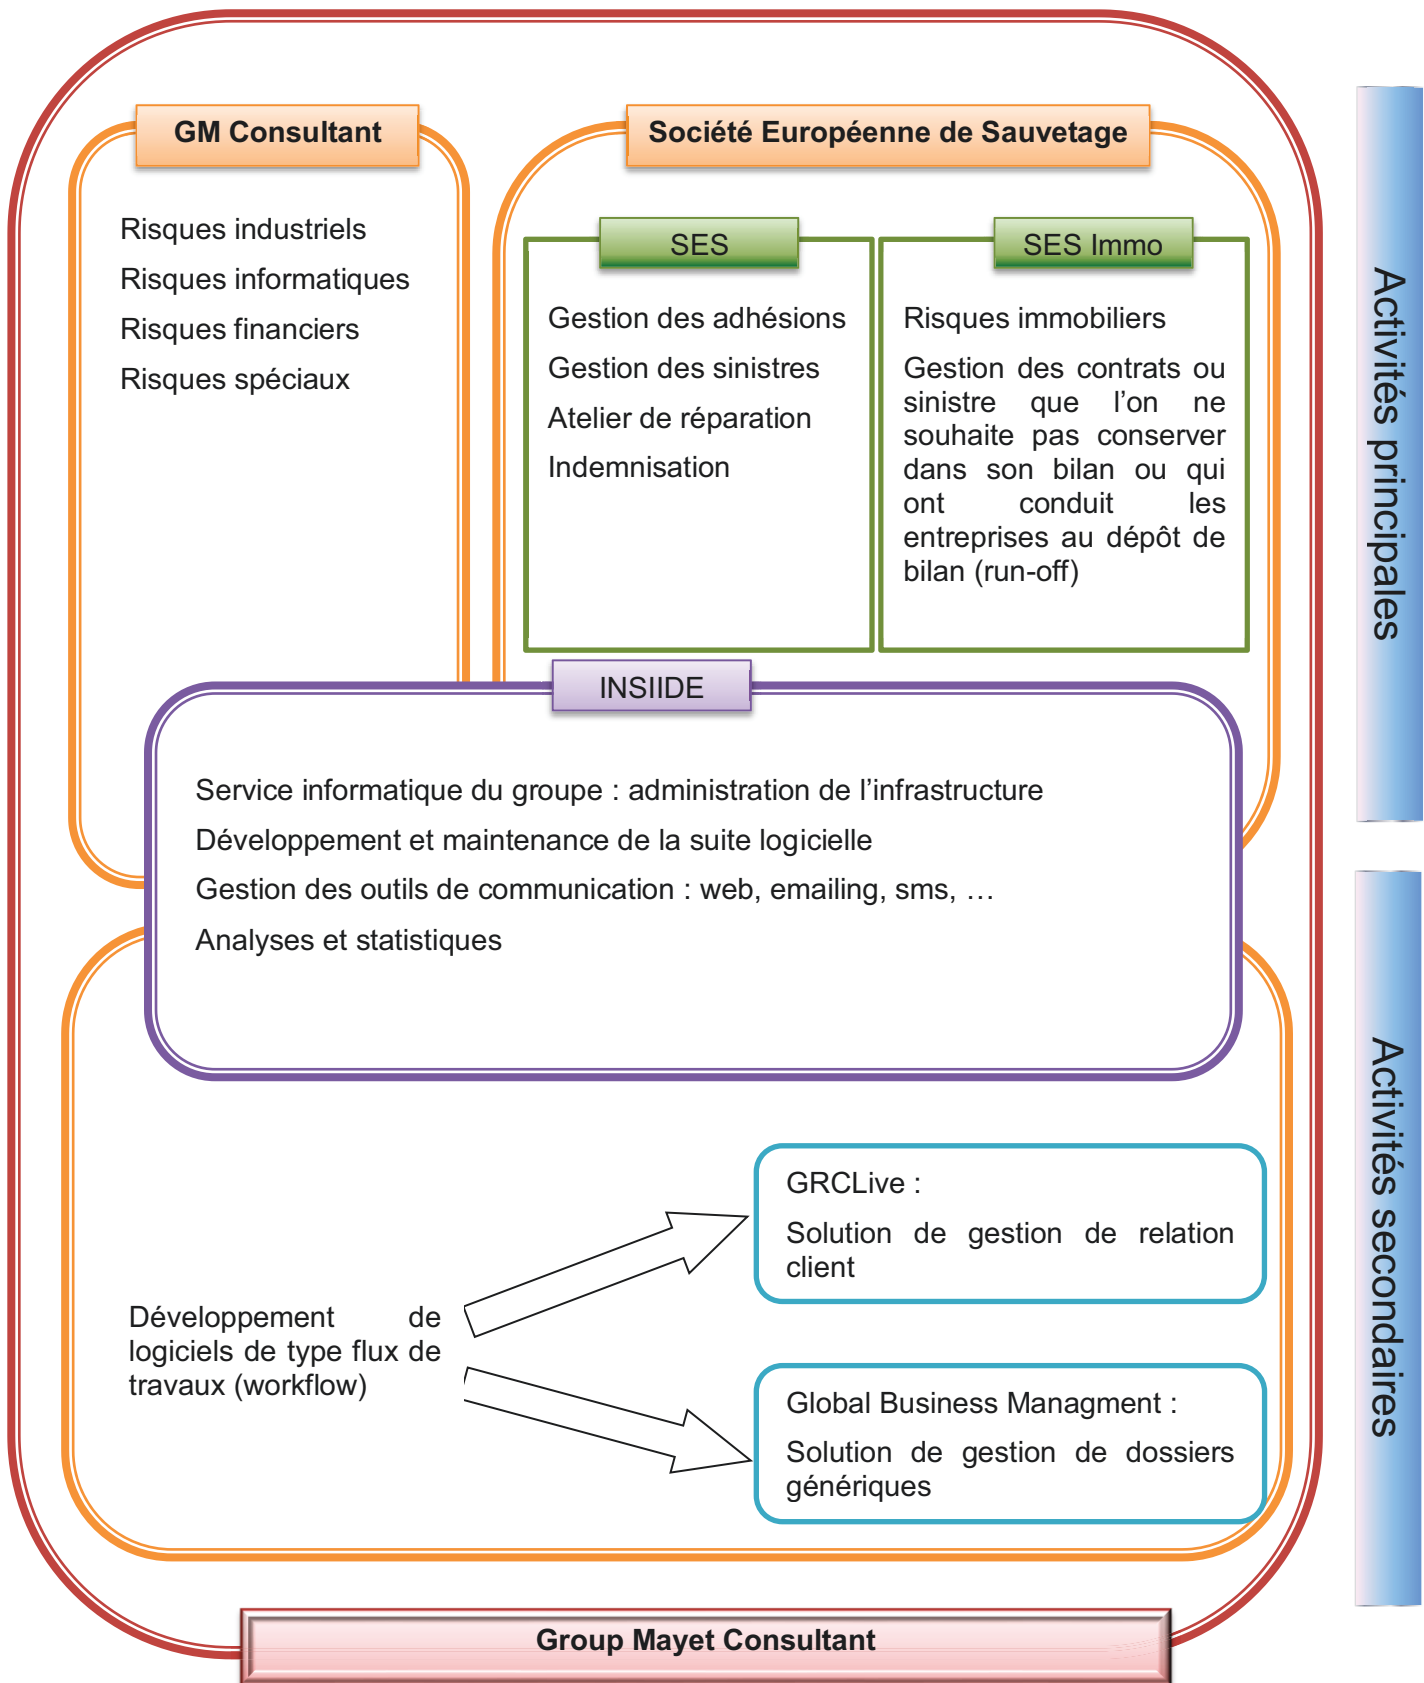 GM Consultant
Risques industriels
Risques informatiques
Risques financiers
Risques spéciaux
Société Européenne de Sauvetage
SES
Gestion des adhésions
Gestion des sinistres
Atelier de réparation
Indemnisation
SES Immo
Risques immobiliers
Gestion des contrats ou
sinistre que l’on ne
souhaite pas conserver
dans son bilan ou qui
ont conduit les
entreprises au dépôt de
bilan (run-off)
Activités principales
INSIIDE
Service informatique du groupe : administration de l’infrastructure
Développement et maintenance de la suite logicielle
Gestion des outils de communication : web, emailing, sms, …
Analyses et statistiques
Développement de
logiciels de type flux de
travaux (workflow)
GRCLive :
Solution de gestion de relation
client
Global Business Managment :
Solution de gestion de dossiers
génériques
Activités secondaires
Group Mayet Consultant